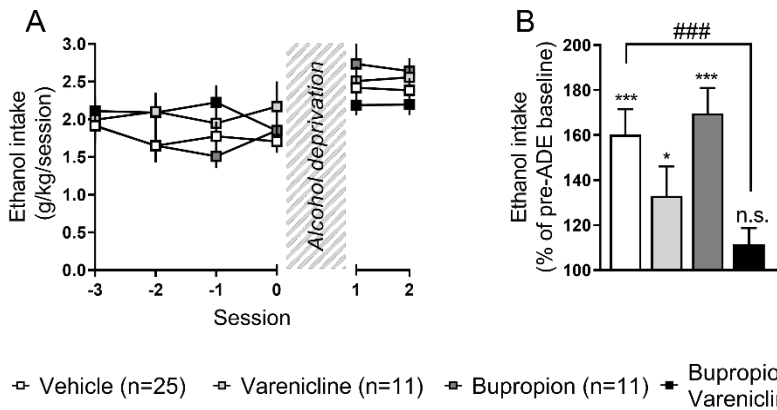 A
Ethanol intake
(g/kg/session)
3.0
2.5
2.0
1.5
1.0
0.5
0.0
-3
-2
-1
0
1
2
Session
Alcohol deprivation
B
Ethanol intake
(% of pre-ADE baseline)
200
180
160
140
120
100
***
*
***
n.s.
###
Vehicle (n=25)
Varenicline (n=11)
Bupropion (n=11)